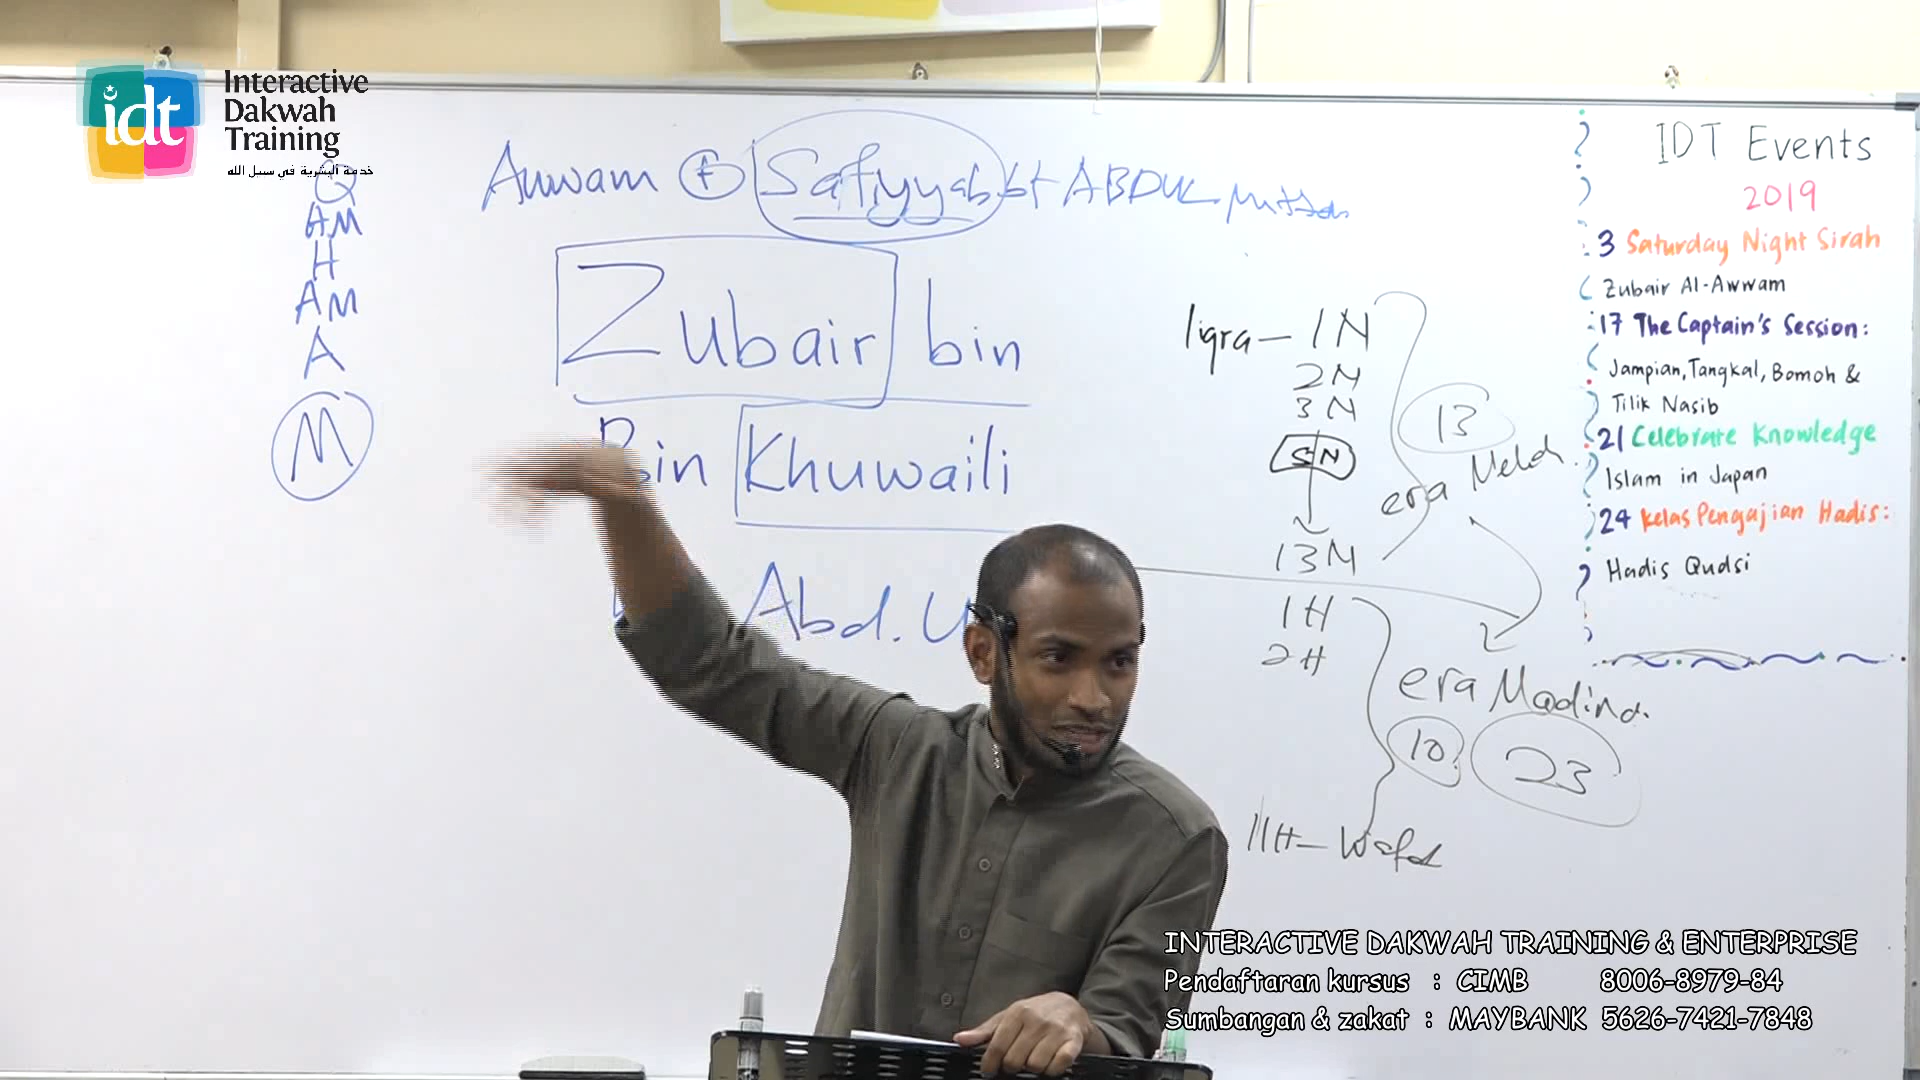 idt
Interactive
Dakwah
Training
خدمة البشرية في سبيل الله
Q
AM
H
AM
A
M
Awwam + Safiyyah bt ABDUL
Zubair bin
Bin Khuwaili
Abd. U
Iqra – 1N
2N
3N
5N
13N
13
era Mekah
1H
2H
era Madinah
10
23
11H – Wafat
IDT Events
2019
3 Saturday Night Sirah
Zubair Al-Awwam
17 The Captain's Session:
Jampian, Tangkal, Bomoh &
Tilik Nasib
21 Celebrate Knowledge
Islam in Japan
24 Kelas Pengajian Hadis:
Hadis Qudsi
INTERACTIVE DAKWAH TRAINING & ENTERPRISE
Pendaftaran kursus : CIMB 8006-8979-84
Sumbangan & zakat : MAYBANK 5626-7421-7848